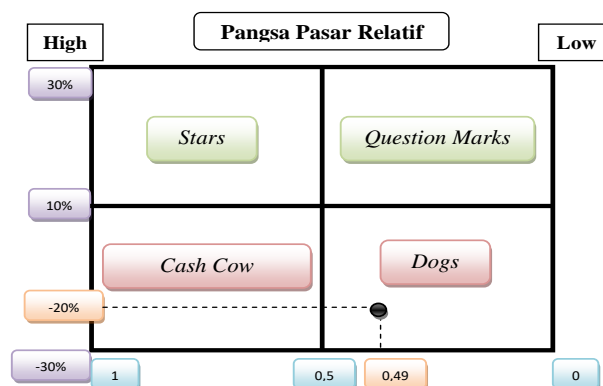 Pangsa Pasar Relatif
High
Low
30%
Stars
Question Marks
10%
Cash Cow
Dogs
-20%
-30%
1
0,5
0,49
0